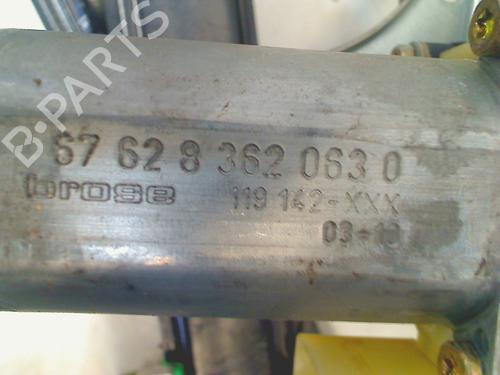 B-PARTS
67 62 8 362 063 0
brose
119 142-XXX
03-10